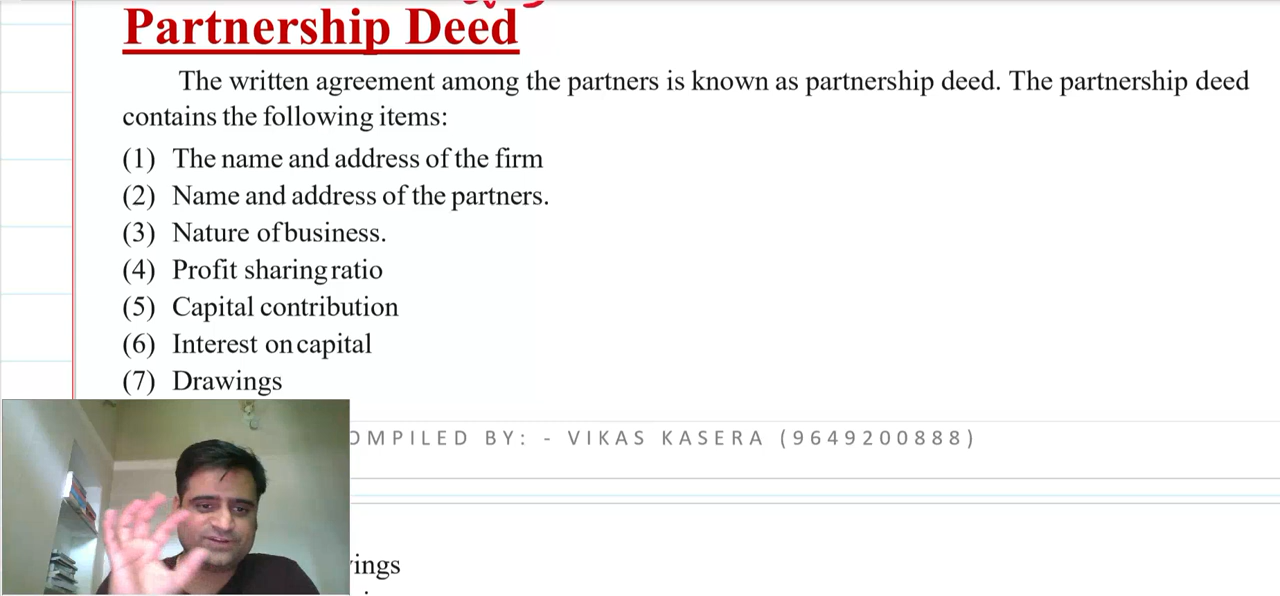 Partnership Deed
The written agreement among the partners is known as partnership deed. The partnership deed
contains the following items:
(1) The name and address of the firm
(2) Name and address of the partners.
(3) Nature of business.
(4) Profit sharing ratio
(5) Capital contribution
(6) Interest on capital
(7) Drawings
OMPILED BY: - VIKAS KASERA (9649200888)
ings